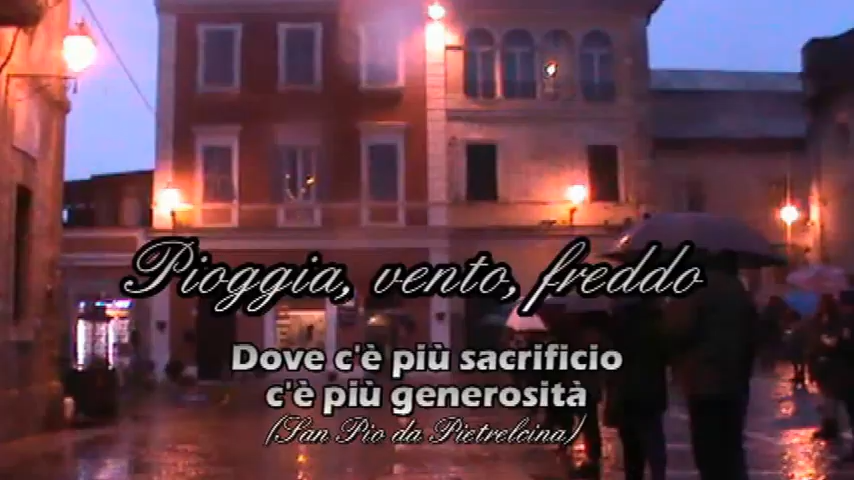 Pioggia, vento, freddo
Dove c'è più sacrificio
c'è più generosità
(San Pio da Pietrelcina)